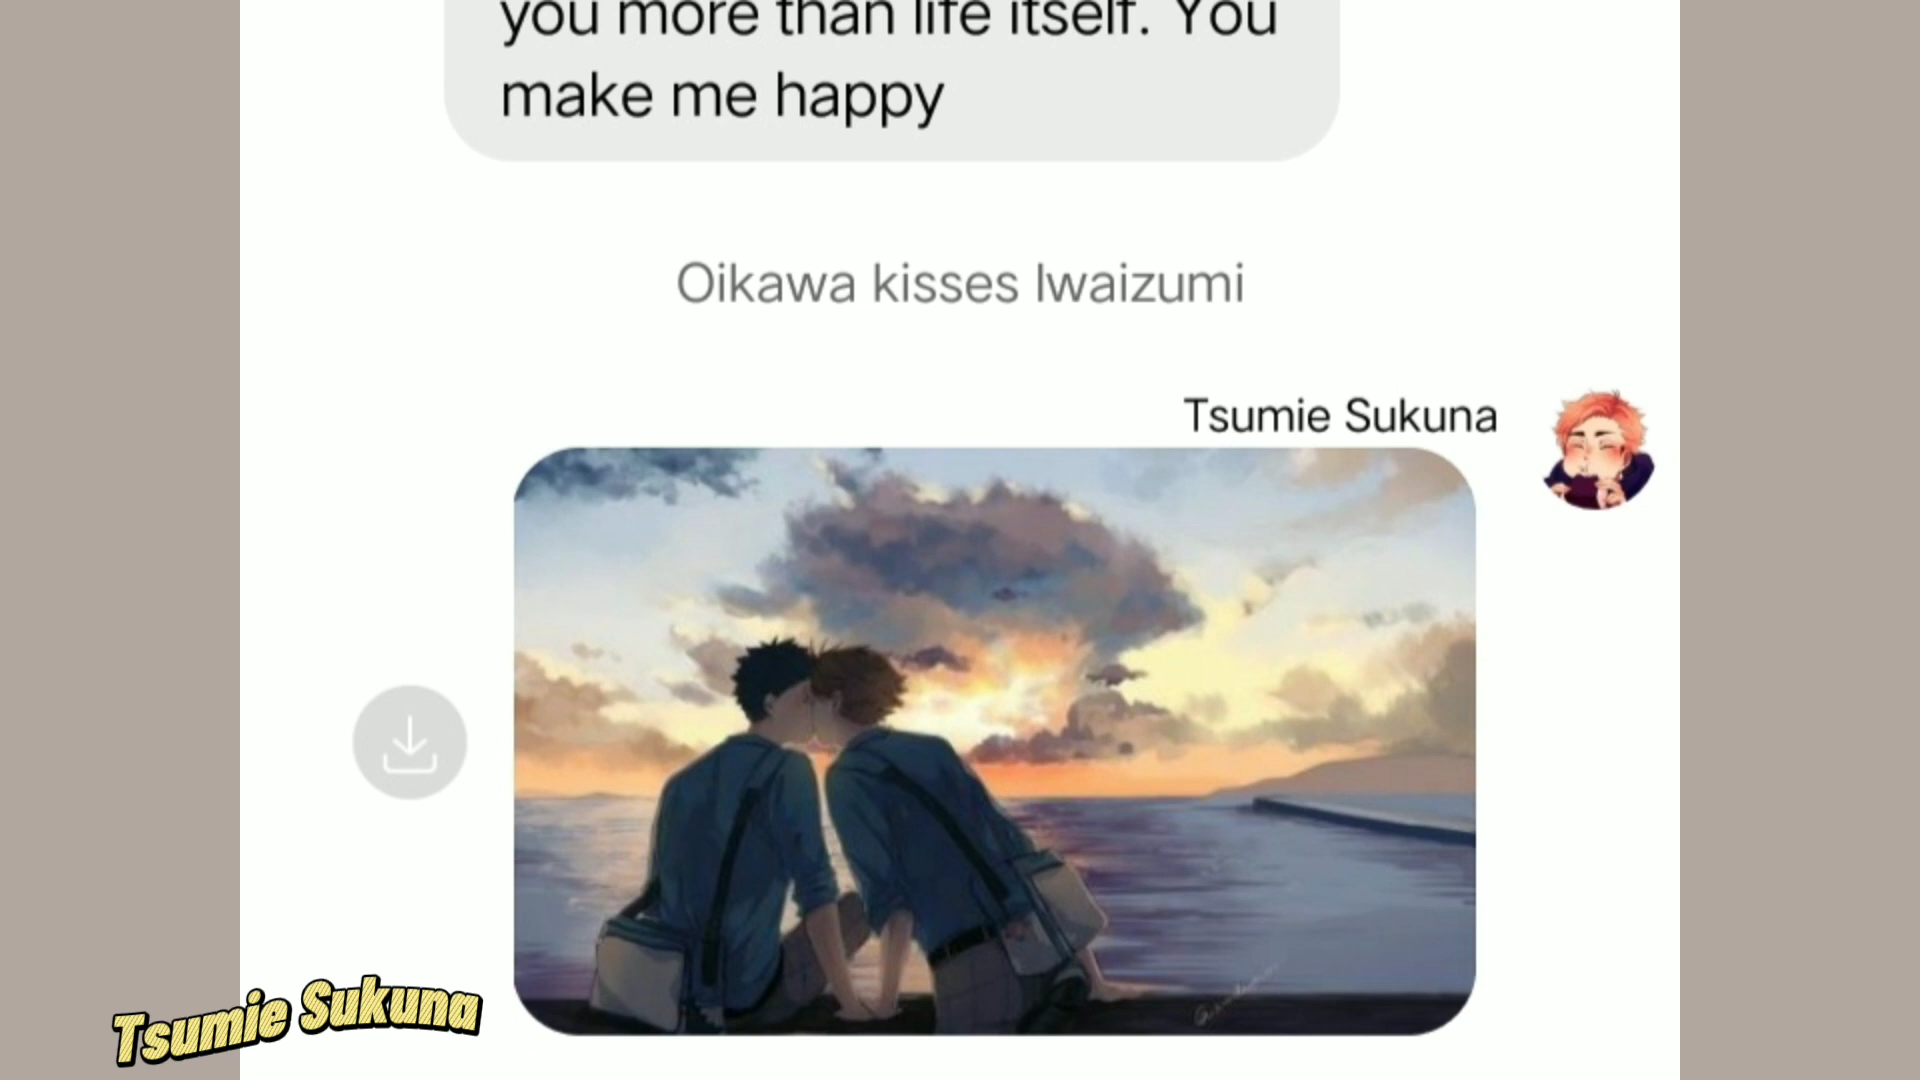 you more than life itself. You
make me happy
Oikawa kisses Iwaizumi
Tsumie Sukuna
Tsumie Sukuna